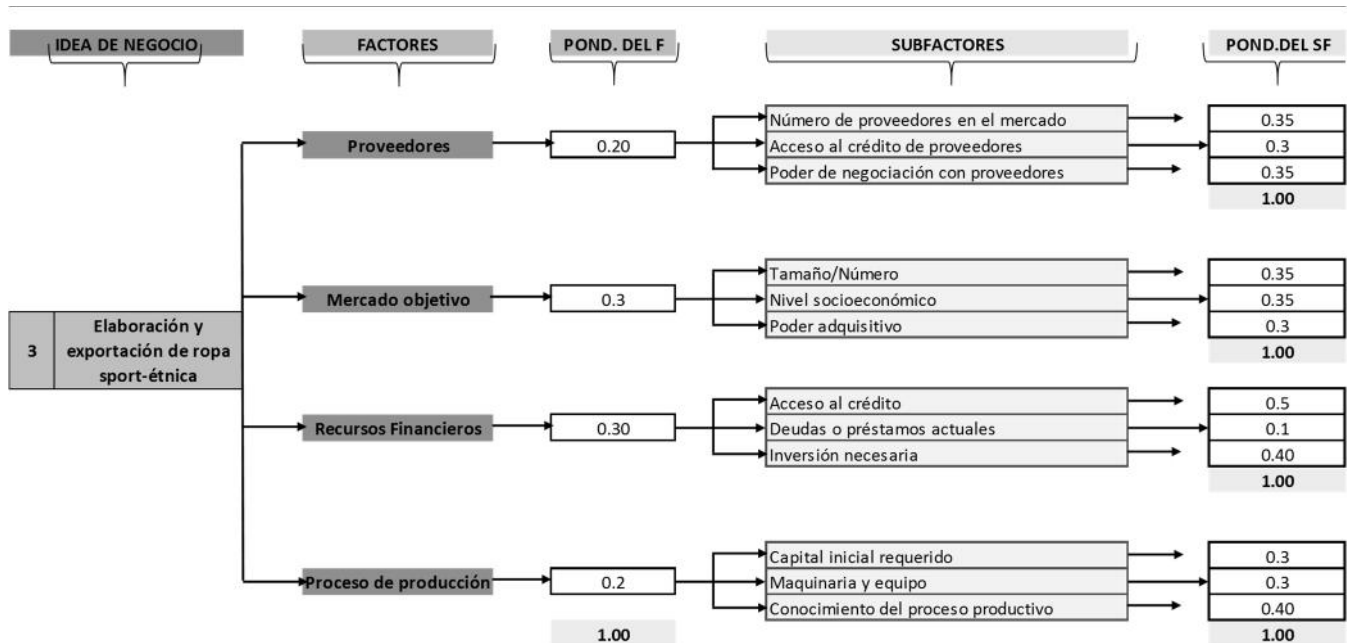 IDEA DE NEGOCIO
FACTORES
POND. DEL F
SUBFACTORES
POND.DEL SF
3
Elaboración y
exportación de ropa
sport-étnica
Proveedores
0.20
Número de proveedores en el mercado
0.35
Acceso al crédito de proveedores
0.3
Poder de negociación con proveedores
0.35
1.00
Mercado objetivo
0.3
Tamaño/Número
0.35
Nivel socioeconómico
0.35
Poder adquisitivo
0.3
1.00
Recursos Financieros
0.30
Acceso al crédito
0.5
Deudas o préstamos actuales
0.1
Inversión necesaria
0.40
1.00
Proceso de producción
0.2
Capital inicial requerido
0.3
Maquinaria y equipo
0.3
Conocimiento del proceso productivo
0.40
1.00
1.00